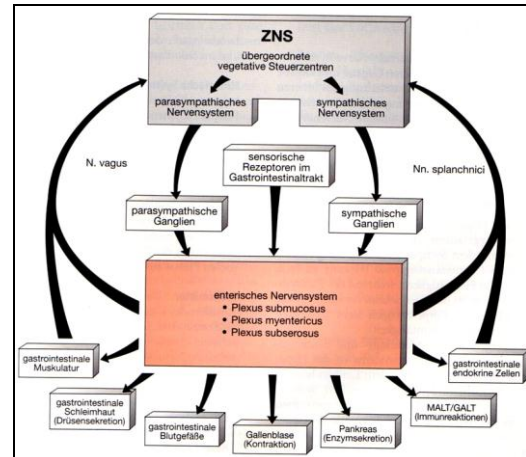 ZNS
übergeordnete
vegetative Steuerzentren
parasympathisches
Nervensystem
sympathisches
Nervensystem
N. vagus
sensorische
Rezeptoren im
Gastrointestinaltrakt
Nn. splanchnici
parasympathische
Ganglien
sympathische
Ganglien
enterisches Nervensystem
• Plexus submucosus
• Plexus myentericus
• Plexus subserosus
gastrointestinale
Muskulatur
gastrointestinale
endokrine Zellen
gastrointestinale
Schleimhaut
(Drüsensekretion)
gastrointestinale
Blutgefäße
Gallenblase
(Kontraktion)
Pankreas
(Enzymsekretion)
MALT/GALT
(Immunreaktionen)